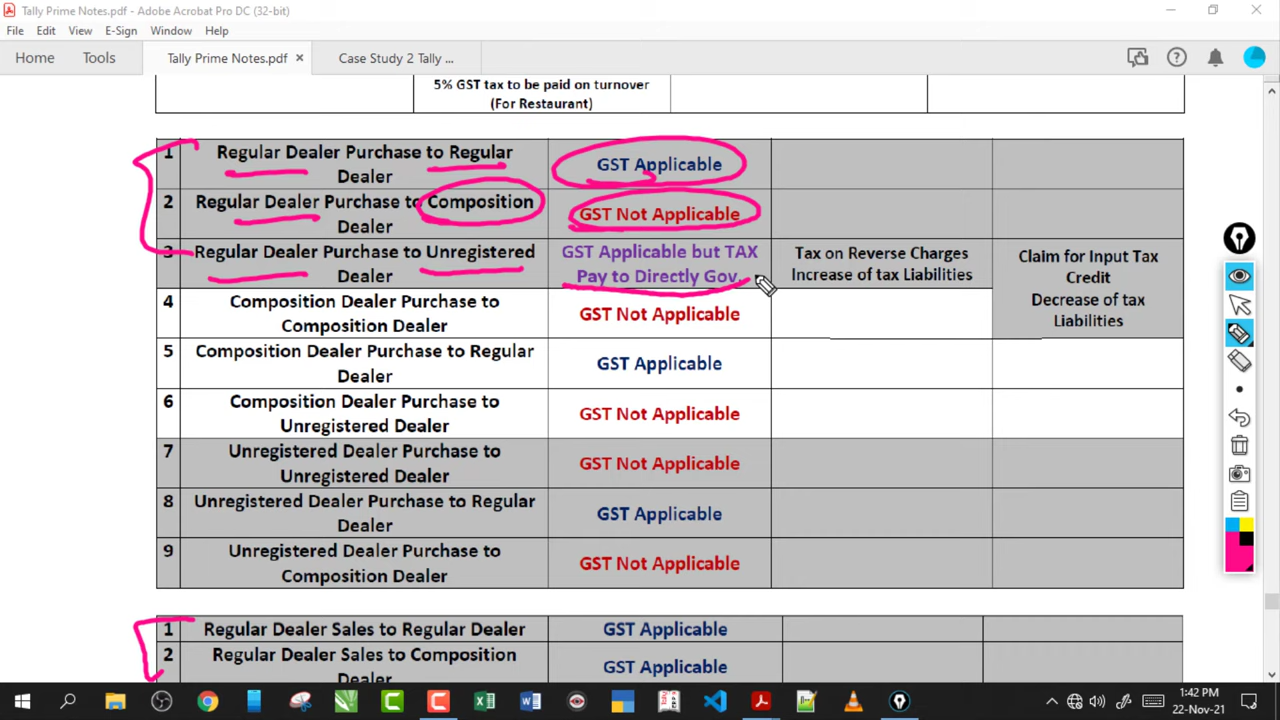 Tally Prime Notes.pdf - Adobe Acrobat Pro DC (32-bit)
File Edit View E-Sign Window Help
Home Tools Tally Prime Notes.pdf × Case Study 2 Tally ...
5% GST tax to be paid on turnover
(For Restaurant)
1 Regular Dealer Purchase to Regular
Dealer
GST Applicable
2 Regular Dealer Purchase to Composition
Dealer
GST Not Applicable
3 Regular Dealer Purchase to Unregistered
Dealer
GST Applicable but TAX
Pay to Directly Gov.
Tax on Reverse Charges
Increase of tax Liabilities
Claim for Input Tax
Credit
Decrease of tax
Liabilities
4 Composition Dealer Purchase to
Composition Dealer
GST Not Applicable
5 Composition Dealer Purchase to Regular
Dealer
GST Applicable
6 Composition Dealer Purchase to
Unregistered Dealer
GST Not Applicable
7 Unregistered Dealer Purchase to
Unregistered Dealer
GST Not Applicable
8 Unregistered Dealer Purchase to Regular
Dealer
GST Applicable
9 Unregistered Dealer Purchase to
Composition Dealer
GST Not Applicable
1 Regular Dealer Sales to Regular Dealer GST Applicable
2 Regular Dealer Sales to Composition
Dealer
GST Applicable
1:42 PM
22-Nov-21